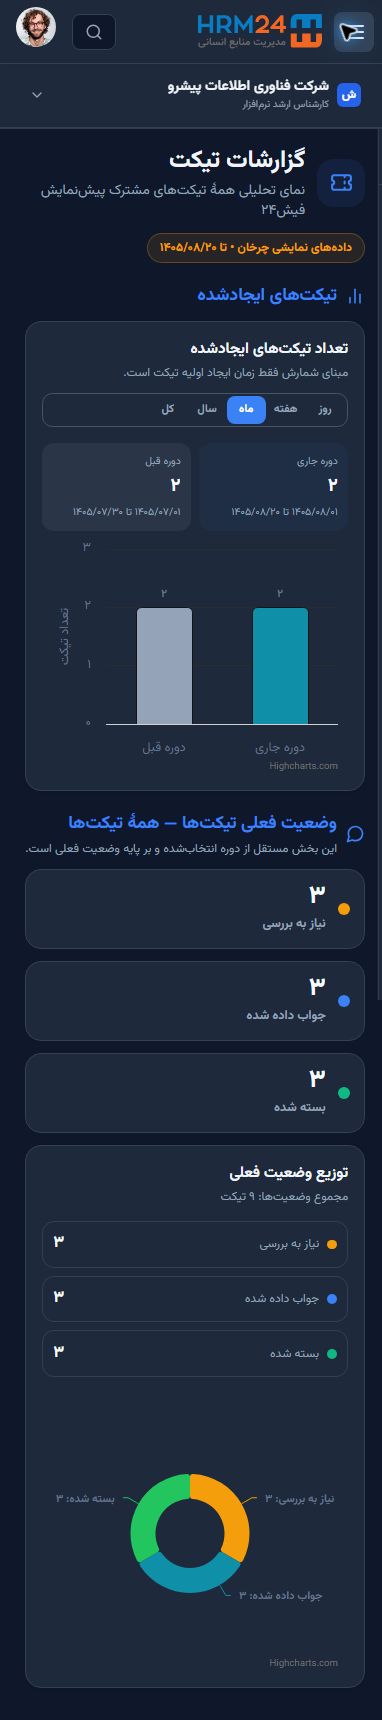 HRM24
مدیریت منابع انسانی
ش
شرکت فناوری اطلاعات پیشرو
کارشناس ارشد نرم‌افزار
گزارشات تیکت
نمای تحلیلی همهٔ تیکت‌های مشترک پیش‌نمایش
فیش۲۴
داده‌های نمایشی چرخان • تا ۱۴۰۵/۰۸/۲۰
تیکت‌های ایجادشده
تعداد تیکت‌های ایجادشده
مبنای شمارش فقط زمان ایجاد اولیه تیکت است.
روز هفته ماه سال کل
دوره جاری
۲
۱۴۰۵/۰۸/۰۱ تا ۱۴۰۵/۰۸/۲۰
دوره قبل
۲
۱۴۰۵/۰۷/۰۱ تا ۱۴۰۵/۰۷/۳۰
۳
۲
۱
۰
تعداد تیکت
۲
۲
دوره جاری
دوره قبل
Highcharts.com
وضعیت فعلی تیکت‌ها — همهٔ تیکت‌ها
این بخش مستقل از دوره انتخاب‌شده و بر پایه وضعیت فعلی است.
۳
نیاز به بررسی
۳
جواب داده شده
۳
بسته شده
توزیع وضعیت فعلی
مجموع وضعیت‌ها: ۹ تیکت
نیاز به بررسی ۳
جواب داده شده ۳
بسته شده ۳
نیاز به بررسی: ۳
بسته شده: ۳
جواب داده شده: ۳
Highcharts.com